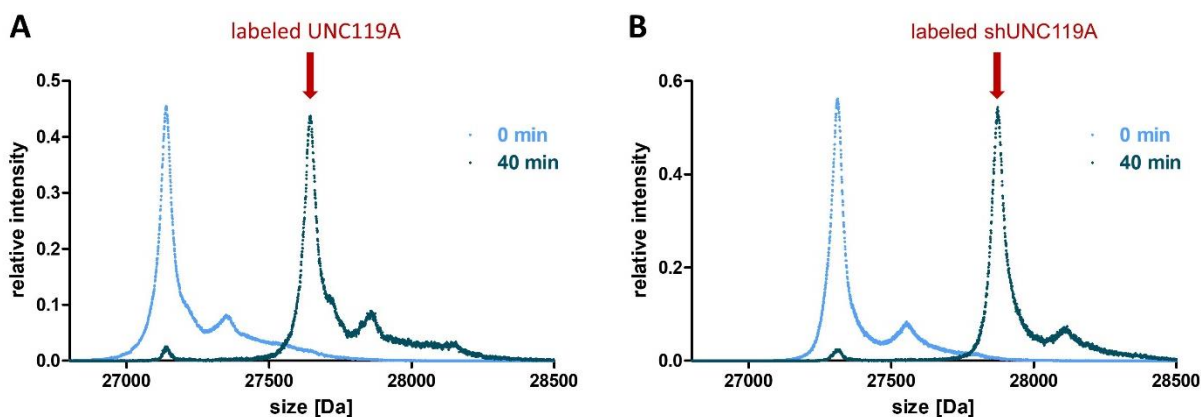 A
labeled UNC119A
0.5
0.4
0.3
0.2
0.1
0.0
relative intensity
0 min
40 min
27000
27500
28000
28500
size [Da]
B
labeled shUNC119A
0.6
0.4
0.2
0.0
relative intensity
0 min
40 min
27000
27500
28000
28500
size [Da]